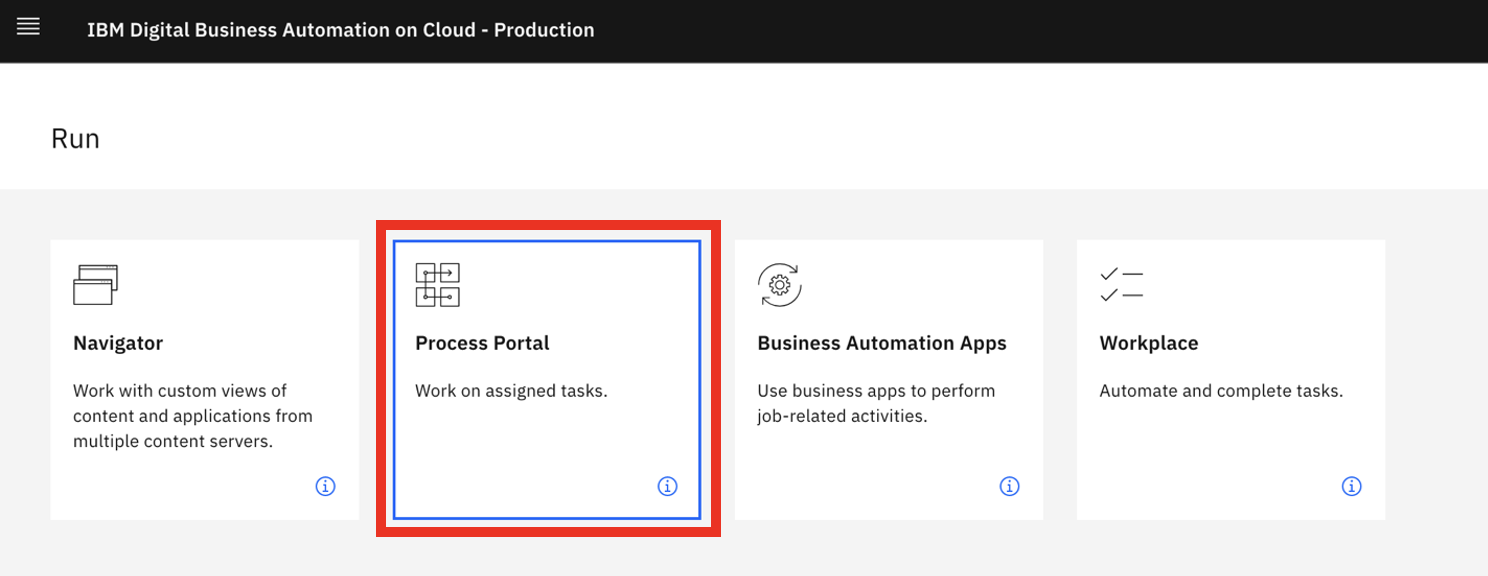 IBM Digital Business Automation on Cloud - Production
Run
Navigator
Work with custom views of
content and applications from
multiple content servers.
Process Portal
Work on assigned tasks.
Business Automation Apps
Use business apps to perform
job-related activities.
Workplace
Automate and complete tasks.